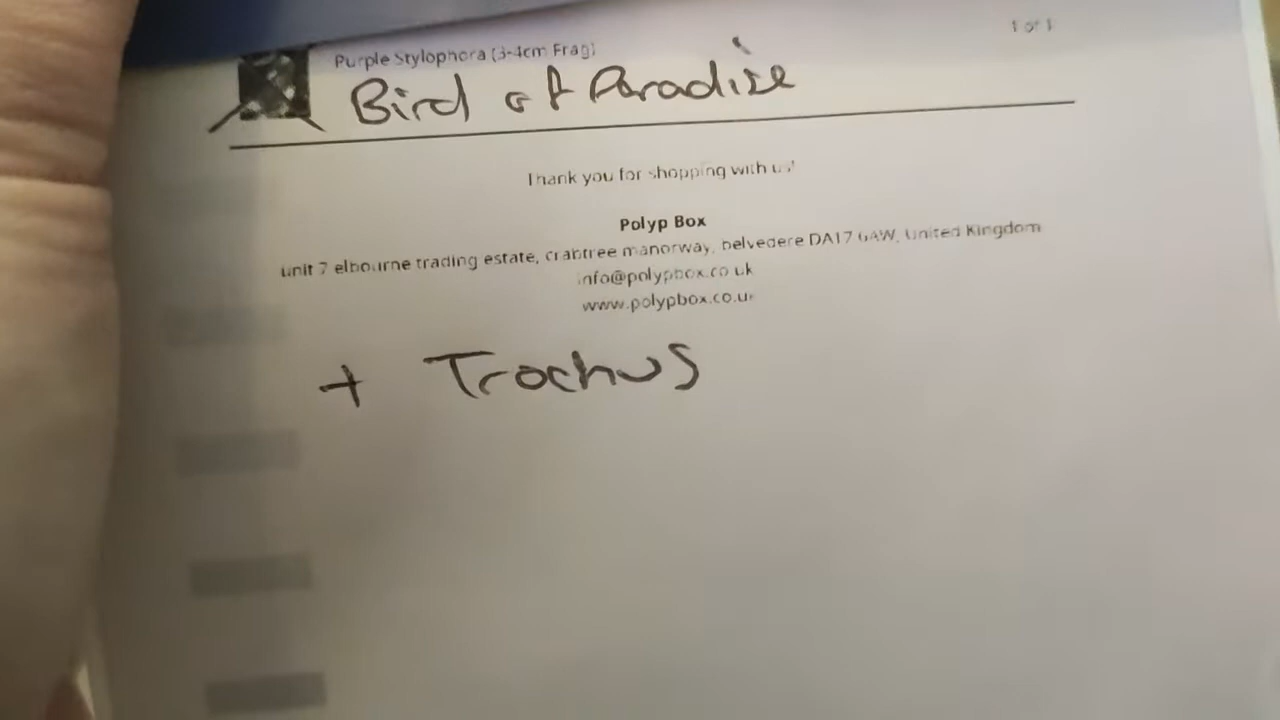 1 of 1
Purple Stylophora (3-4cm Frag)
Bird of Paradise
Thank you for shopping with us!
Polyp Box
unit 7 elbourne trading estate, crabtree manorway, belvedere DA17 6AW, United Kingdom
info@polypbox.co.uk
www.polypbox.co.uk
+ Trochus